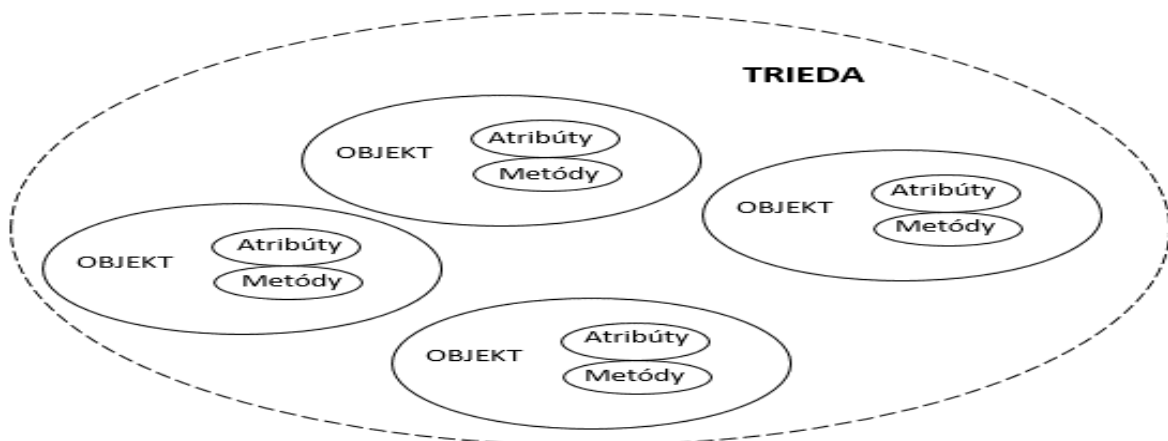 TRIEDA
OBJEKT
Atribúty
Metódy
OBJEKT
Atribúty
Metódy
OBJEKT
Atribúty
Metódy
OBJEKT
Atribúty
Metódy